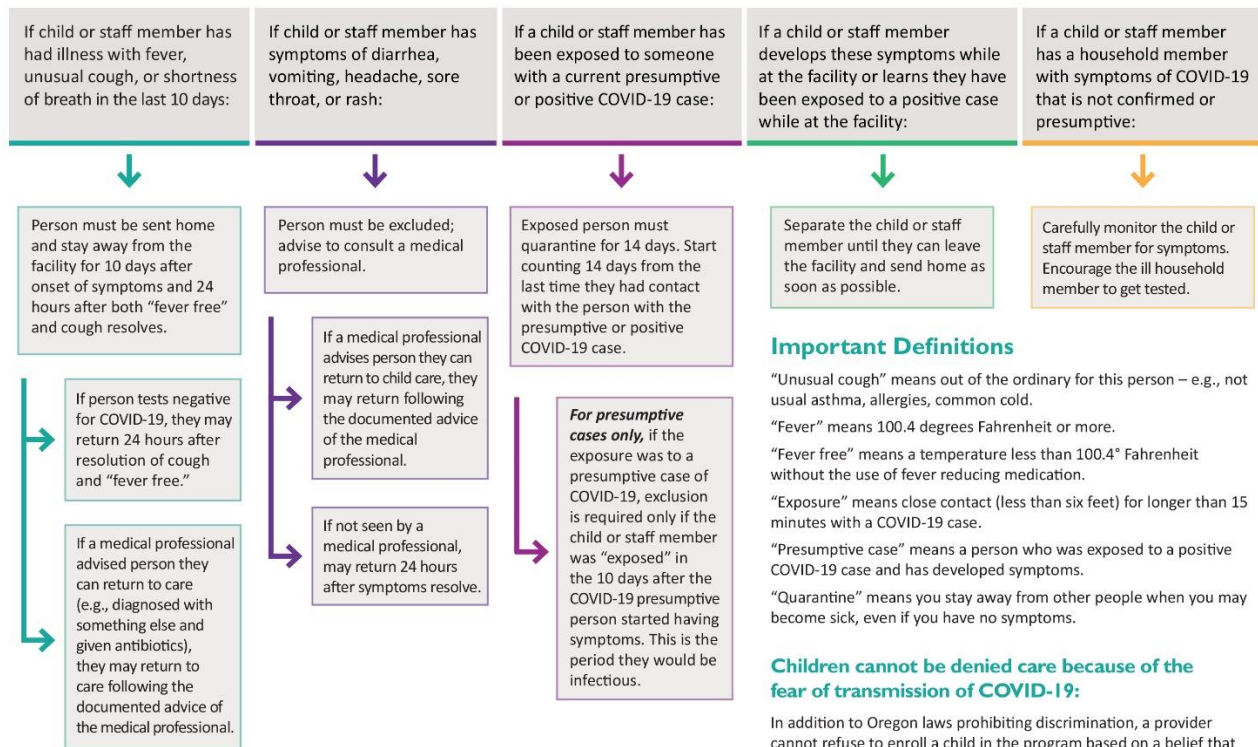 If child or staff member has
had illness with fever,
unusual cough, or shortness
of breath in the last 10 days:
If child or staff member has
symptoms of diarrhea,
vomiting, headache, sore
throat, or rash:
If a child or staff member has
been exposed to someone
with a current presumptive
or positive COVID-19 case:
If a child or staff member
develops these symptoms while
at the facility or learns they have
been exposed to a positive case
while at the facility:
If a child or staff member
has a household member
with symptoms of COVID-19
that is not confirmed or
presumptive:
Person must be sent home
and stay away from the
facility for 10 days after
onset of symptoms and 24
hours after both “fever free”
and cough resolves.
If person tests negative
for COVID-19, they may
return 24 hours after
resolution of cough
and “fever free.”
If a medical professional
advised person they
can return to care
(e.g., diagnosed with
something else and
given antibiotics),
they may return to
care following the
documented advice of
the medical professional.
Person must be excluded;
advise to consult a medical
professional.
If a medical professional
advises person they can
return to child care, they
may return following
the documented advice
of the medical
professional.
If not seen by a
medical professional,
may return 24 hours
after symptoms resolve.
Exposed person must
quarantine for 14 days. Start
counting 14 days from the
last time they had contact
with the person with the
presumptive or positive
COVID-19 case.
For presumptive
cases only, if the
exposure was to a
presumptive case of
COVID-19, exclusion
is required only if the
child or staff member
was “exposed” in
the 10 days after the
COVID-19 presumptive
person started having
symptoms. This is the
period they would be
infectious.
Separate the child or staff
member until they can leave
the facility and send home as
soon as possible.
Carefully monitor the child or
staff member for symptoms.
Encourage the ill household
member to get tested.
Important Definitions
“Unusual cough” means out of the ordinary for this person – e.g., not
usual asthma, allergies, common cold.
“Fever” means 100.4 degrees Fahrenheit or more.
“Fever free” means a temperature less than 100.4° Fahrenheit
without the use of fever reducing medication.
“Exposure” means close contact (less than six feet) for longer than 15
minutes with a COVID-19 case.
“Presumptive case” means a person who was exposed to a positive
COVID-19 case and has developed symptoms.
“Quarantine” means you stay away from other people when you may
become sick, even if you have no symptoms.
Children cannot be denied care because of the
fear of transmission of COVID-19:
In addition to Oregon laws prohibiting discrimination, a provider
cannot refuse to enroll a child in the program based on a belief that